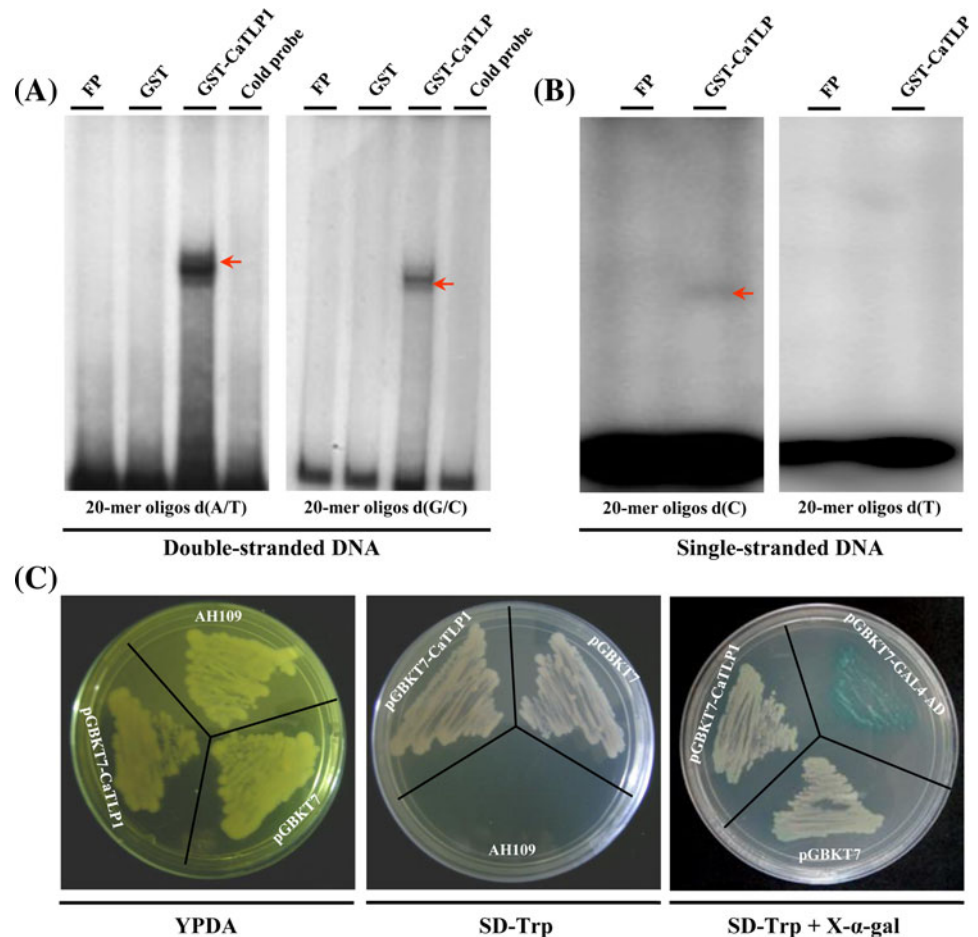 (A)
FP
GST
GST-CaTLP1
Cold probe
FP
GST
GST-CaTLP
Cold probe
(B)
FP
GST-CaTLP
FP
GST-CaTLP
20-mer oligos d(A/T)
20-mer oligos d(G/C)
20-mer oligos d(C)
20-mer oligos d(T)
Double-stranded DNA
Single-stranded DNA
(C)
AH109
pGBKT7-CaTLP1
pGBKT7
pGBKT7-CaTLP1
pGBKT7
AH109
pGBKT7-CaTLP1
pGBKT7-GAL4 AD
pGBKT7
YPDA
SD-Trp
SD-Trp + X-α-gal